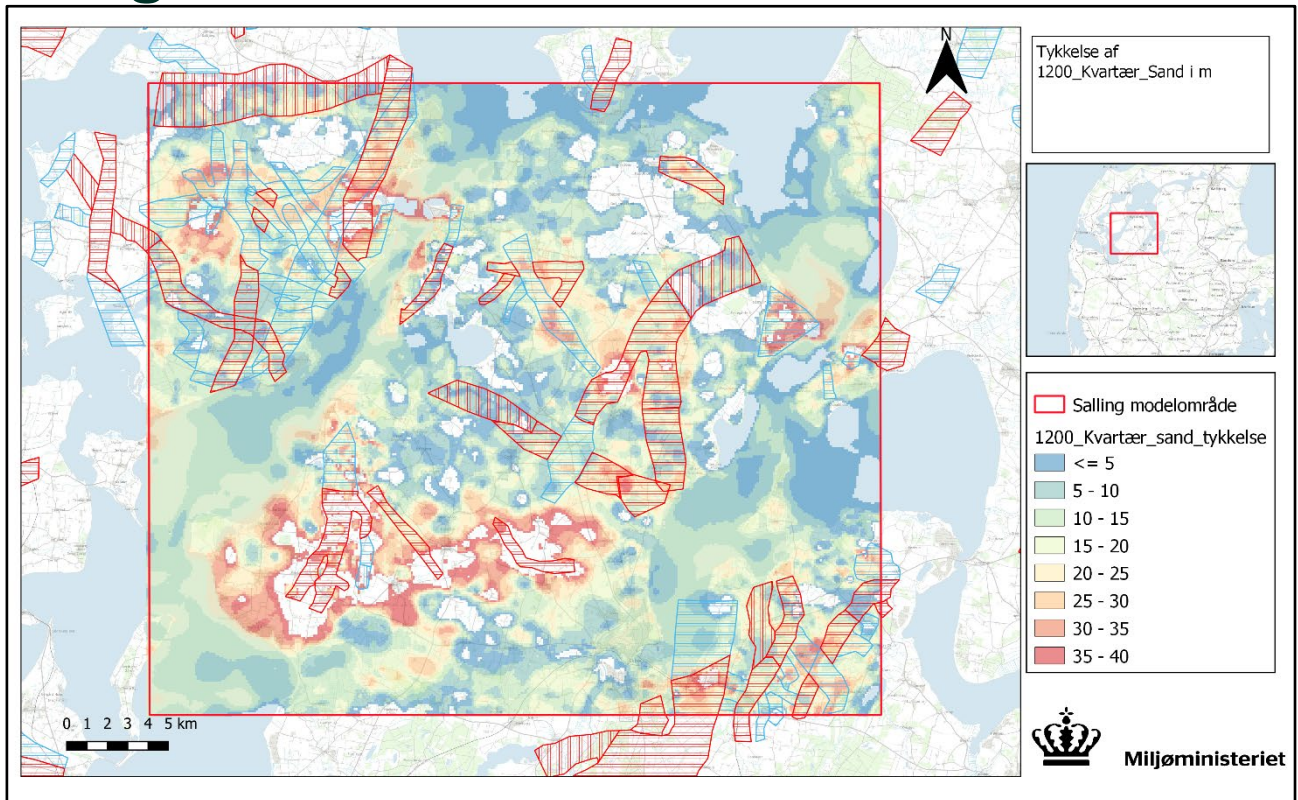 N
Tykkelse af
1200_Kvartær_Sand i m
Salling modelområde
1200_Kvartær_sand_tykkelse
<= 5
5 - 10
10 - 15
15 - 20
20 - 25
25 - 30
30 - 35
35 - 40
0 1 2 3 4 5 km
Miljøministeriet